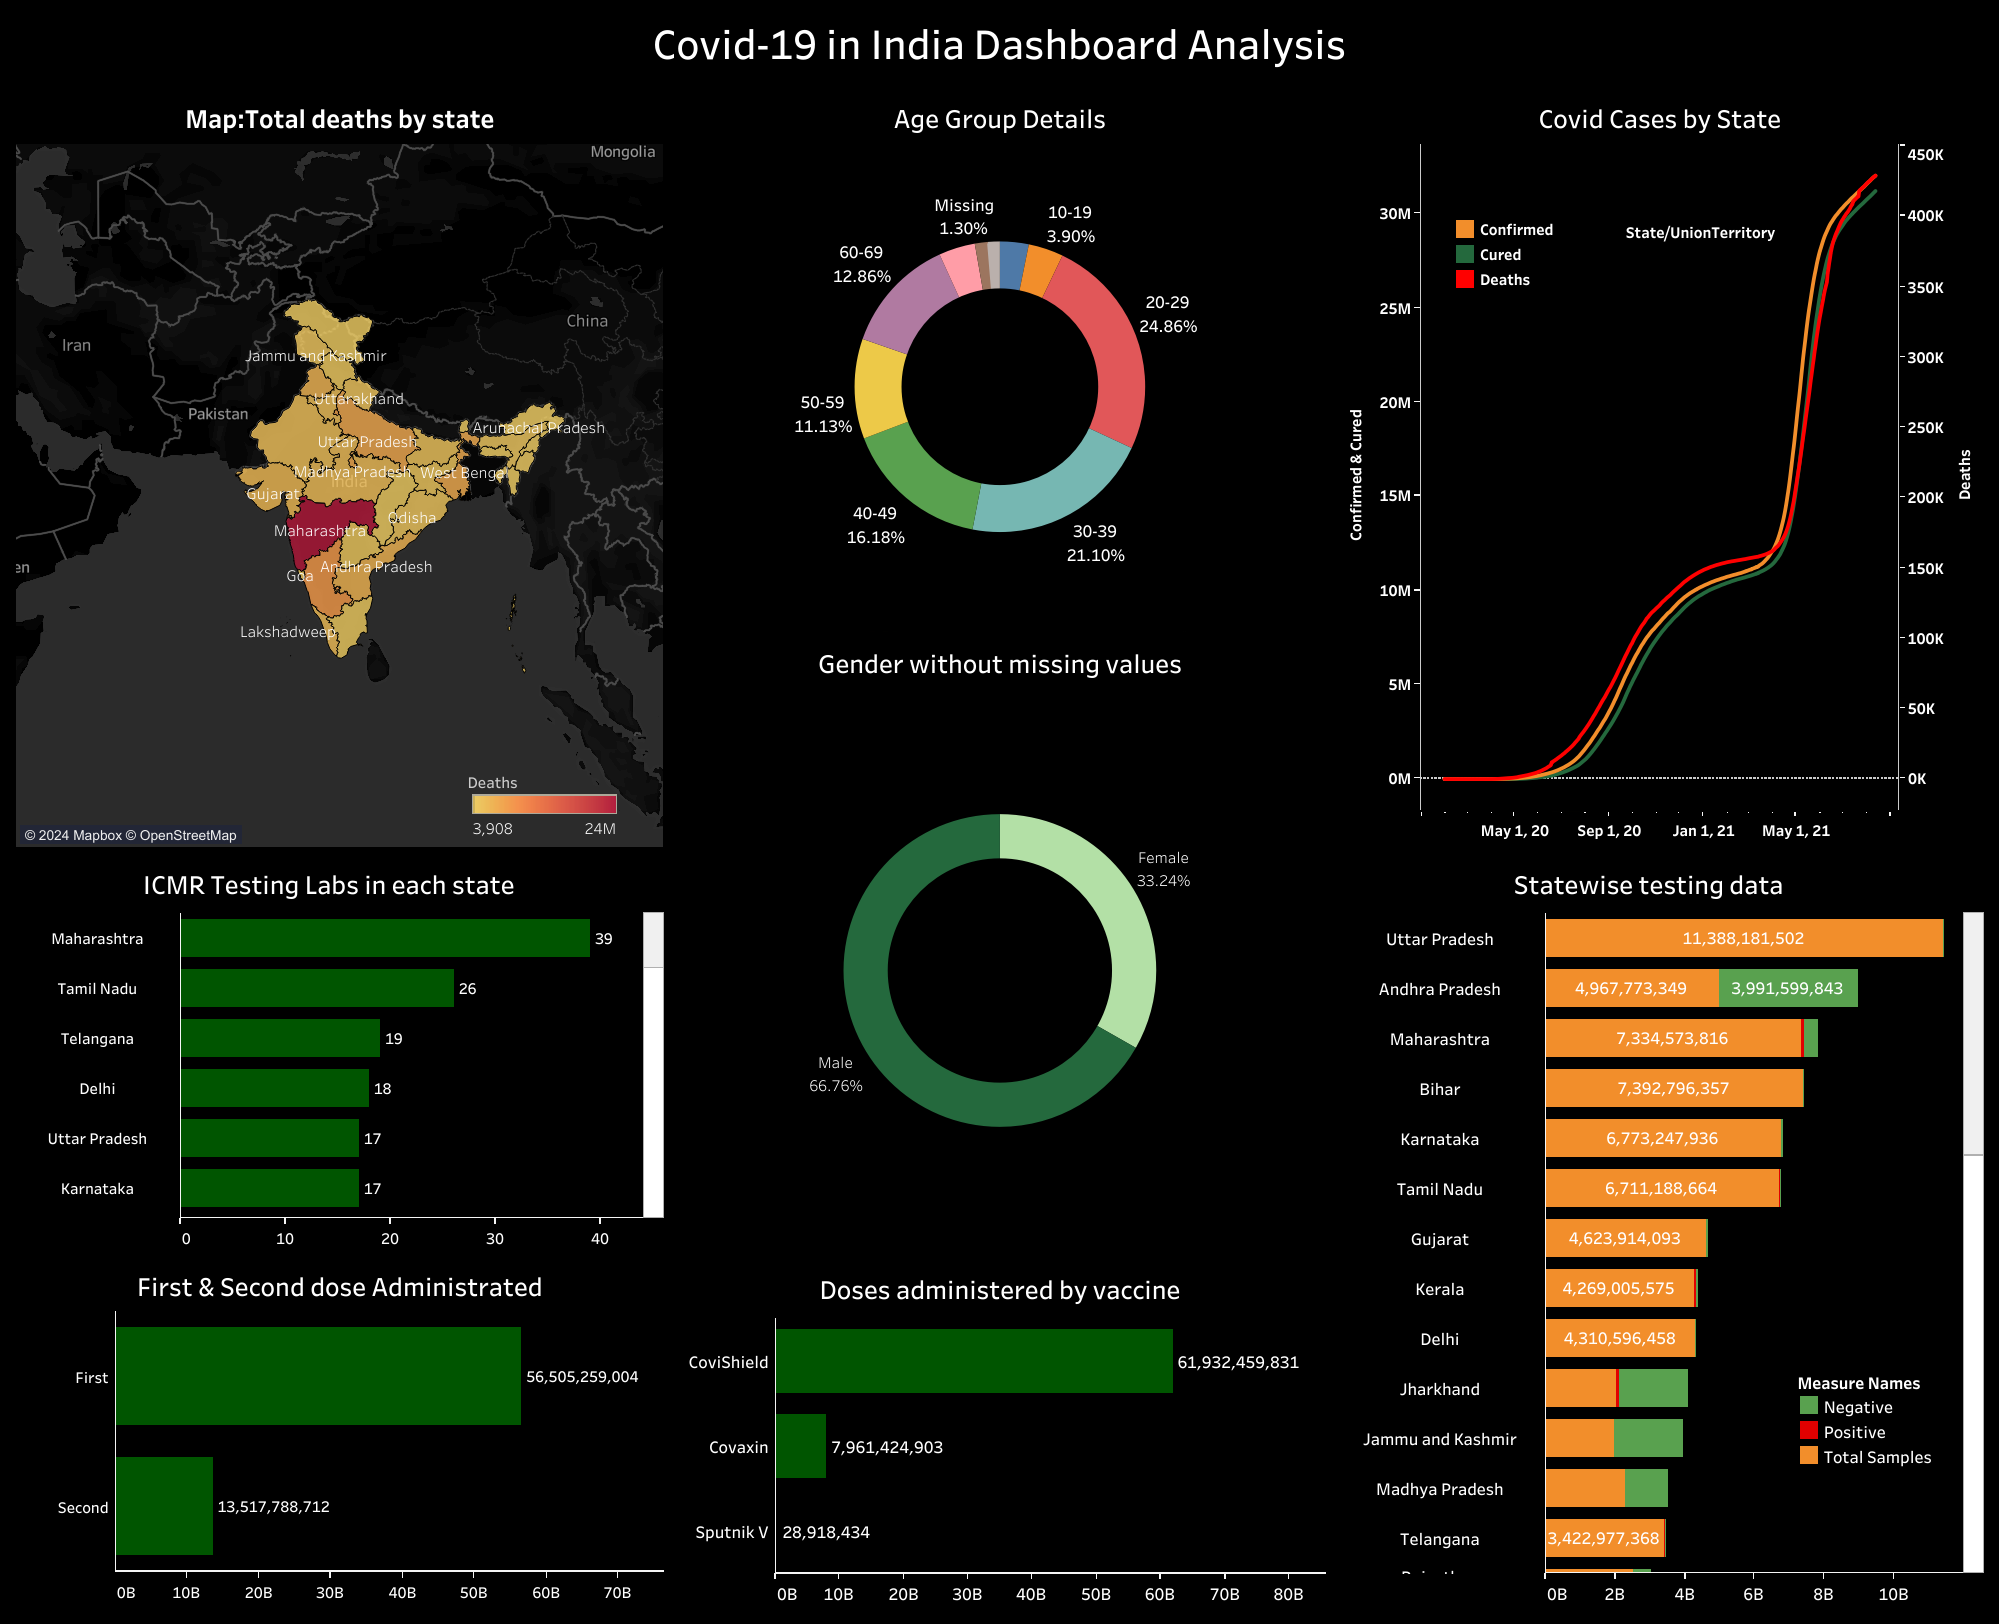 Covid-19 in India Dashboard Analysis
Map:Total deaths by state
Mongolia
China
Iran
Jammu and Kashmir
Uttarakhand
Pakistan
Arunachal Pradesh
Uttar Pradesh
Madhya Pradesh
West Bengal
India
Gujarat
Odisha
Maharashtra
Andhra Pradesh
Goa
en
Lakshadweep
Deaths
3,908
24M
© 2024 Mapbox © OpenStreetMap
Age Group Details
Missing
1.30%
10-19
3.90%
60-69
12.86%
20-29
24.86%
50-59
11.13%
40-49
16.18%
30-39
21.10%
Gender without missing values
Female
33.24%
Male
66.76%
Covid Cases by State
Confirmed
Cured
Deaths
State/UnionTerritory
30M
25M
20M
15M
10M
5M
0M
Confirmed & Cured
450K
400K
350K
300K
250K
200K
150K
100K
50K
0K
Deaths
May 1, 20
Sep 1, 20
Jan 1, 21
May 1, 21
ICMR Testing Labs in each state
Maharashtra
39
Tamil Nadu
26
Telangana
19
Delhi
18
Uttar Pradesh
17
Karnataka
17
0
10
20
30
40
First & Second dose Administrated
First
56,505,259,004
Second
13,517,788,712
0B
10B
20B
30B
40B
50B
60B
70B
Doses administered by vaccine
CoviShield
61,932,459,831
Covaxin
7,961,424,903
Sputnik V
28,918,434
0B
10B
20B
30B
40B
50B
60B
70B
80B
Statewise testing data
Uttar Pradesh
11,388,181,502
Andhra Pradesh
4,967,773,349
3,991,599,843
Maharashtra
7,334,573,816
Bihar
7,392,796,357
Karnataka
6,773,247,936
Tamil Nadu
6,711,188,664
Gujarat
4,623,914,093
Kerala
4,269,005,575
Delhi
4,310,596,458
Jharkhand
Jammu and Kashmir
Madhya Pradesh
Telangana
3,422,977,368
Measure Names
Negative
Positive
Total Samples
0B
2B
4B
6B
8B
10B